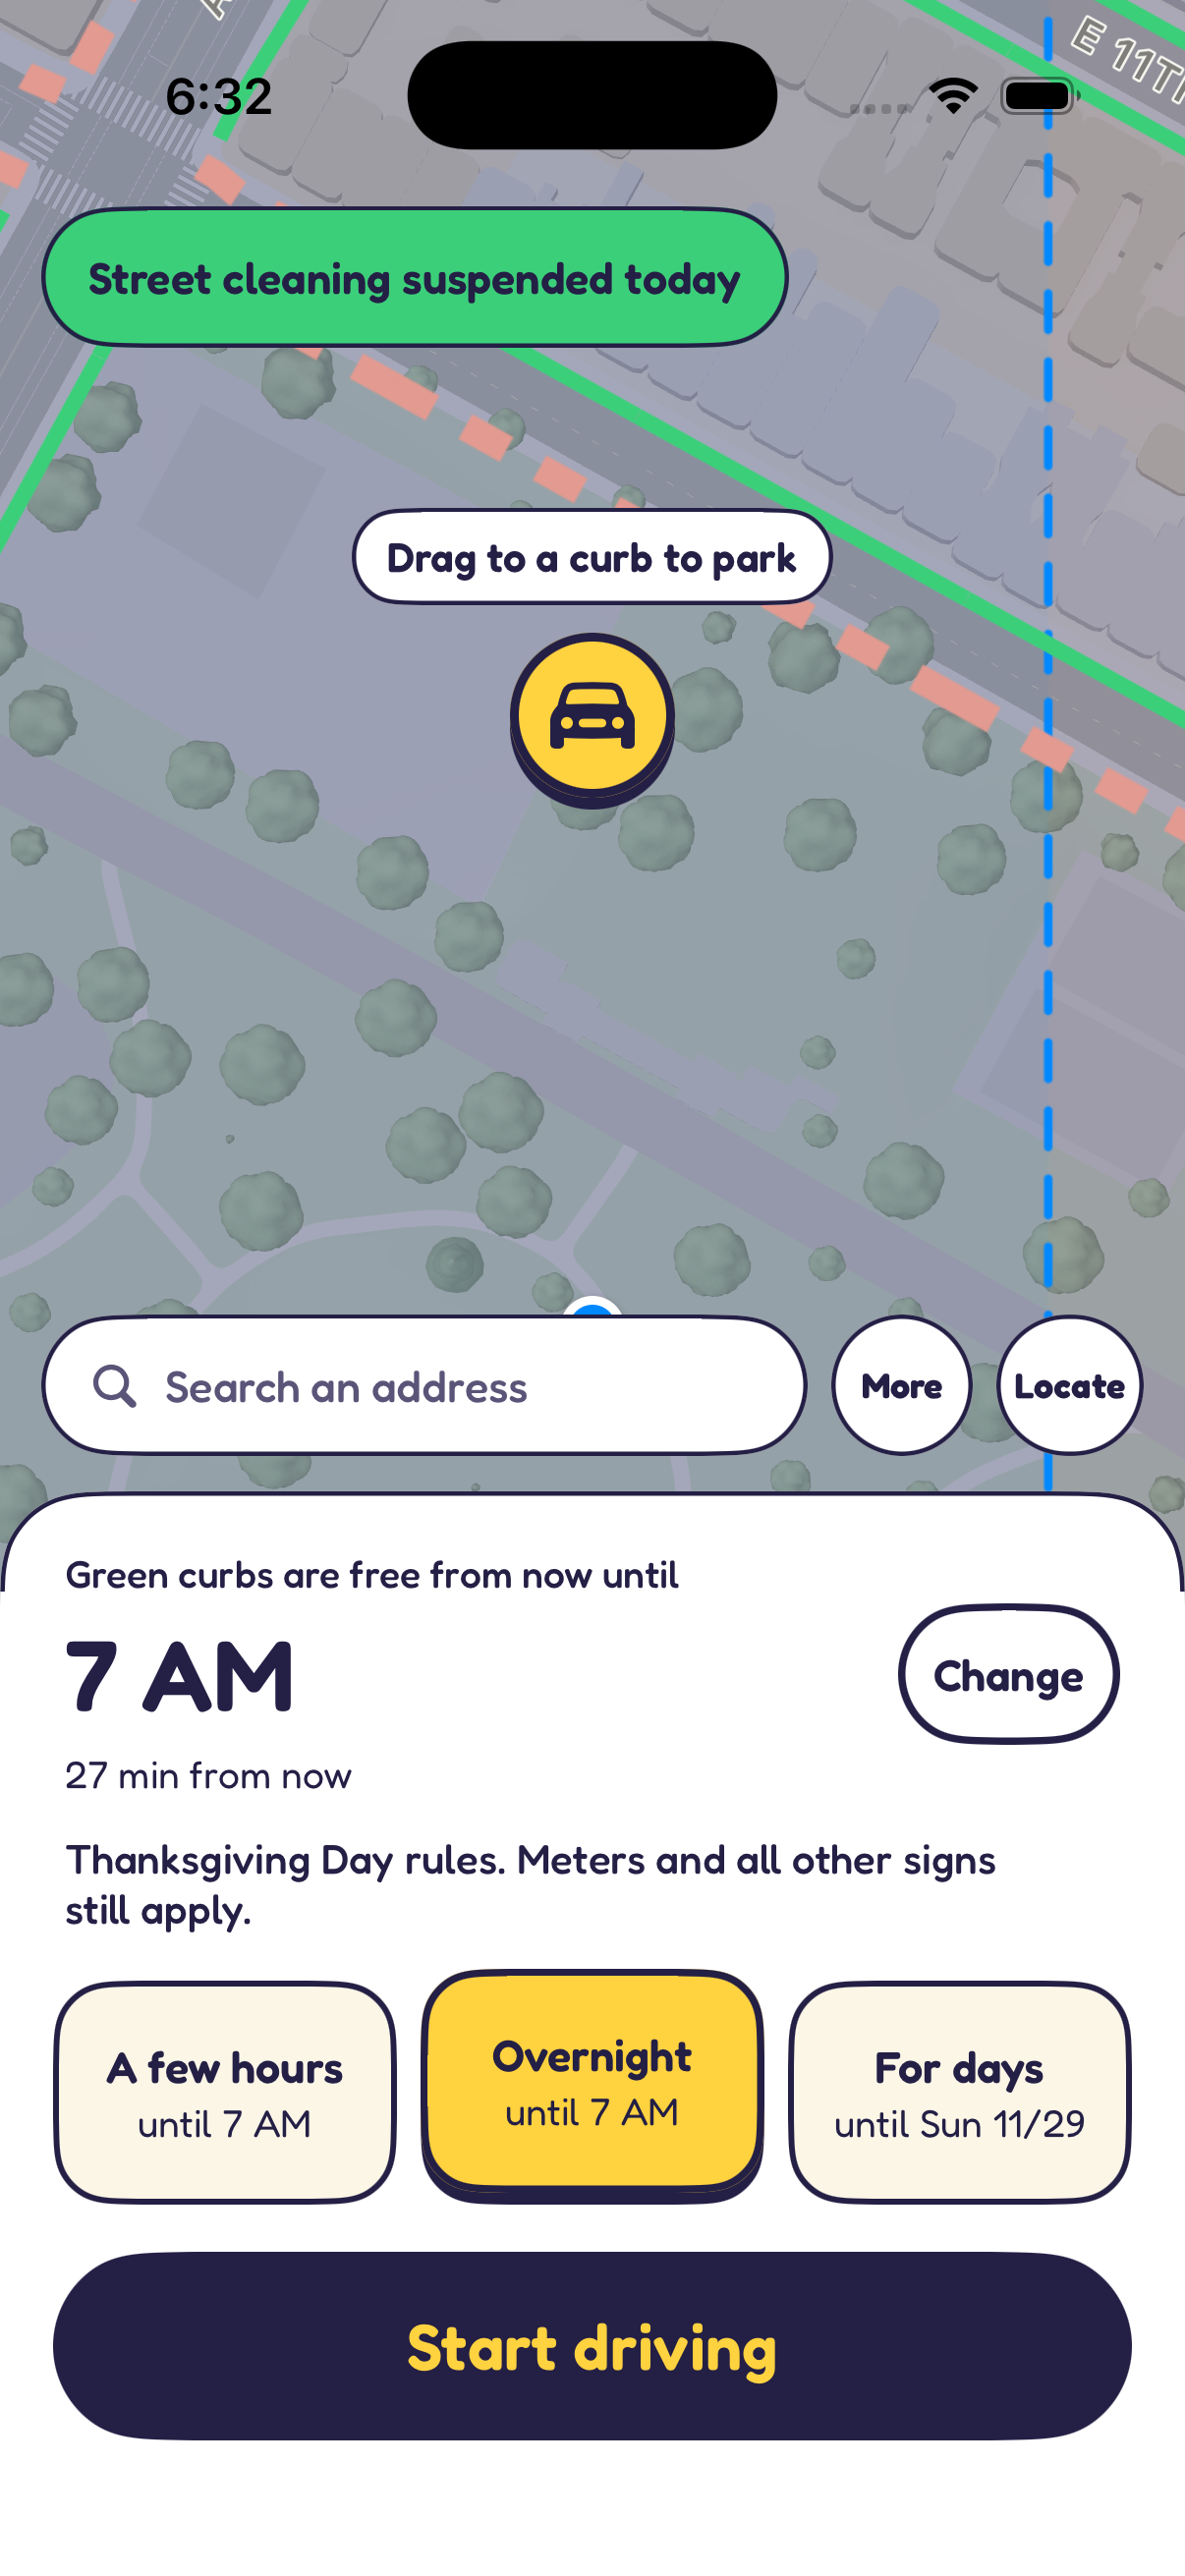 E 11T
6:32
Street cleaning suspended today
Drag to a curb to park
Search an address
More
Locate
Green curbs are free from now until
7 AM
Change
27 min from now
Thanksgiving Day rules. Meters and all other signs
still apply.
A few hours
until 7 AM
Overnight
until 7 AM
For days
until Sun 11/29
Start driving